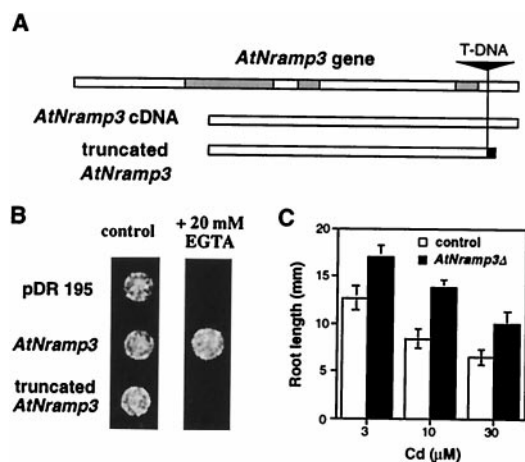 A
T-DNA
AtNramp3 gene
AtNramp3 cDNA
truncated
AtNramp3
B
control
+ 20 mM
EGTA
pDR 195
AtNramp3
truncated
AtNramp3
C
20
15
10
5
0
Root length (mm)
control
AtNramp3Δ
3
10
30
Cd (μM)